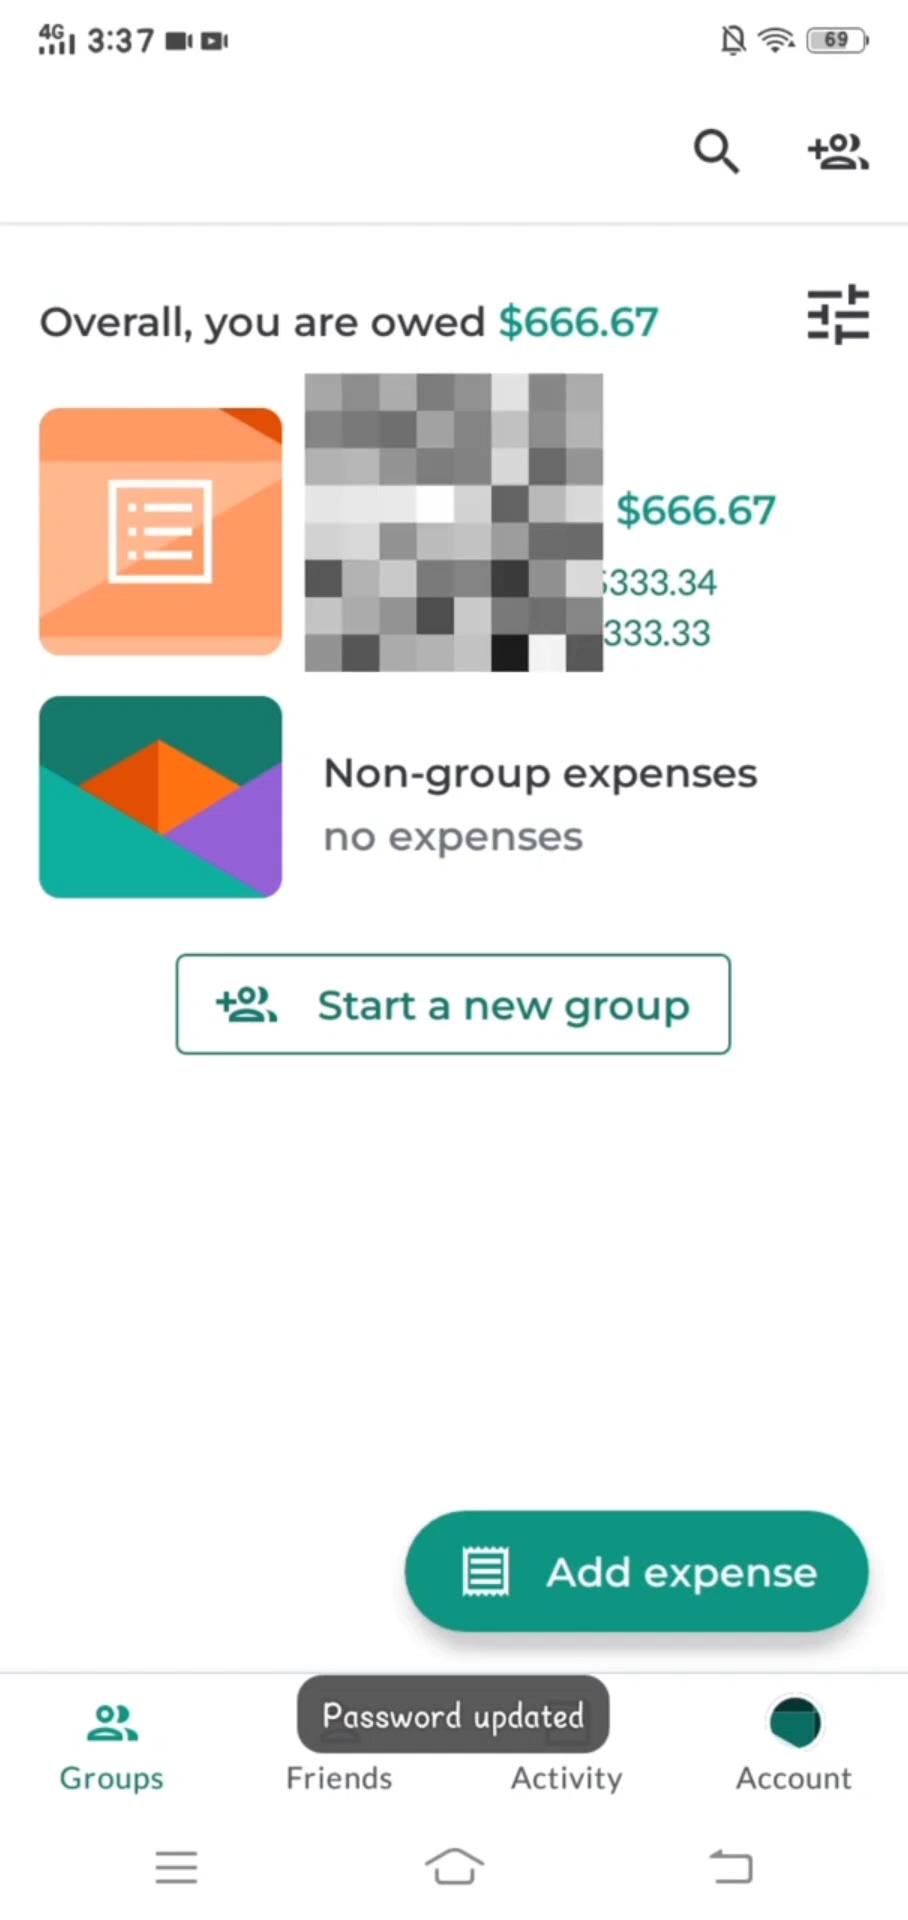 4G 3:37 69
Overall, you are owed $666.67
$666.67
333.34
333.33
Non-group expenses
no expenses
Start a new group
Add expense
Password updated
Groups Friends Activity Account